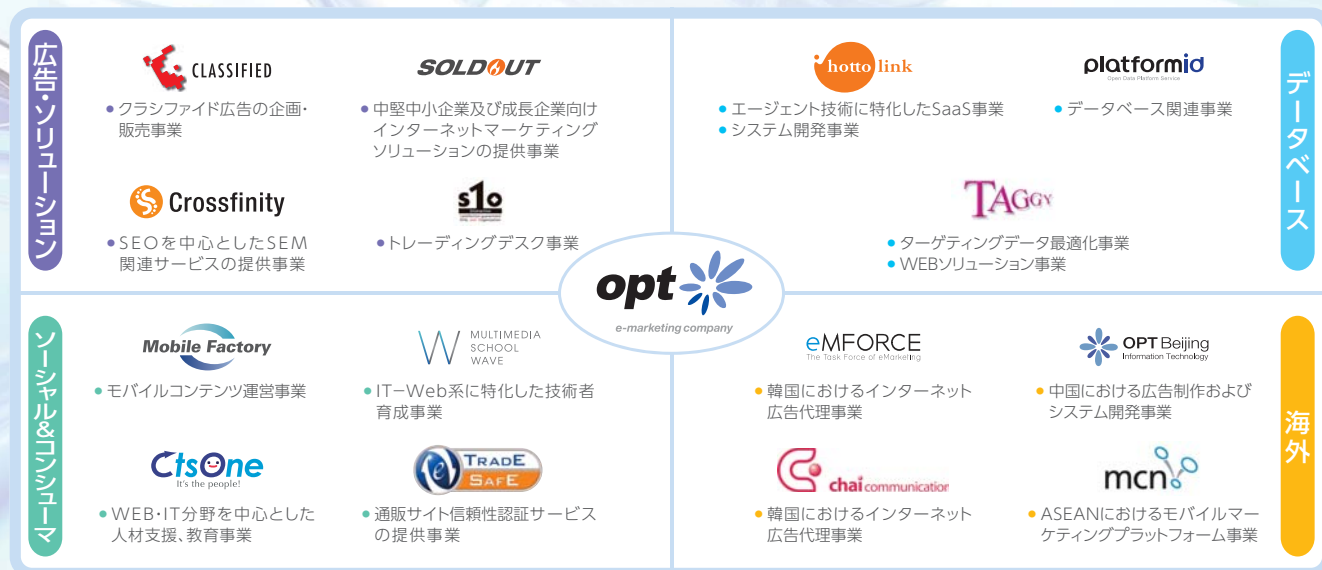 広告・ソリューション
CLASSIFIED
● クラシファイド広告の企画・
販売事業
SOLDOUT
● 中堅中小企業及び成長企業向け
インターネットマーケティング
ソリューションの提供事業
Crossfinity
● SEOを中心としたSEM
関連サービスの提供事業
s1o
● トレーディングデスク事業
データベース
hotto link
● エージェント技術に特化したSaaS事業
● システム開発事業
platformid
Open Data Platform Service
● データベース関連事業
TAGGY
● ターゲティングデータ最適化事業
● WEBソリューション事業
opt
e-marketing company
ソーシャル&コンシューマ
Mobile Factory
● モバイルコンテンツ運営事業
W
MULTIMEDIA
SCHOOL
WAVE
● IT−Web系に特化した技術者
育成事業
CtsOne
It's the people!
● WEB・IT分野を中心とした
人材支援、教育事業
e
TRADE
SAFE
● 通販サイト信頼性認証サービス
の提供事業
海外
eMFORCE
The Task Force of eMarketing
● 韓国におけるインターネット
広告代理事業
OPT Beijing
Information Technology
● 中国における広告制作および
システム開発事業
chai communication
● 韓国におけるインターネット
広告代理事業
mcn
● ASEANにおけるモバイルマー
ケティングプラットフォーム事業